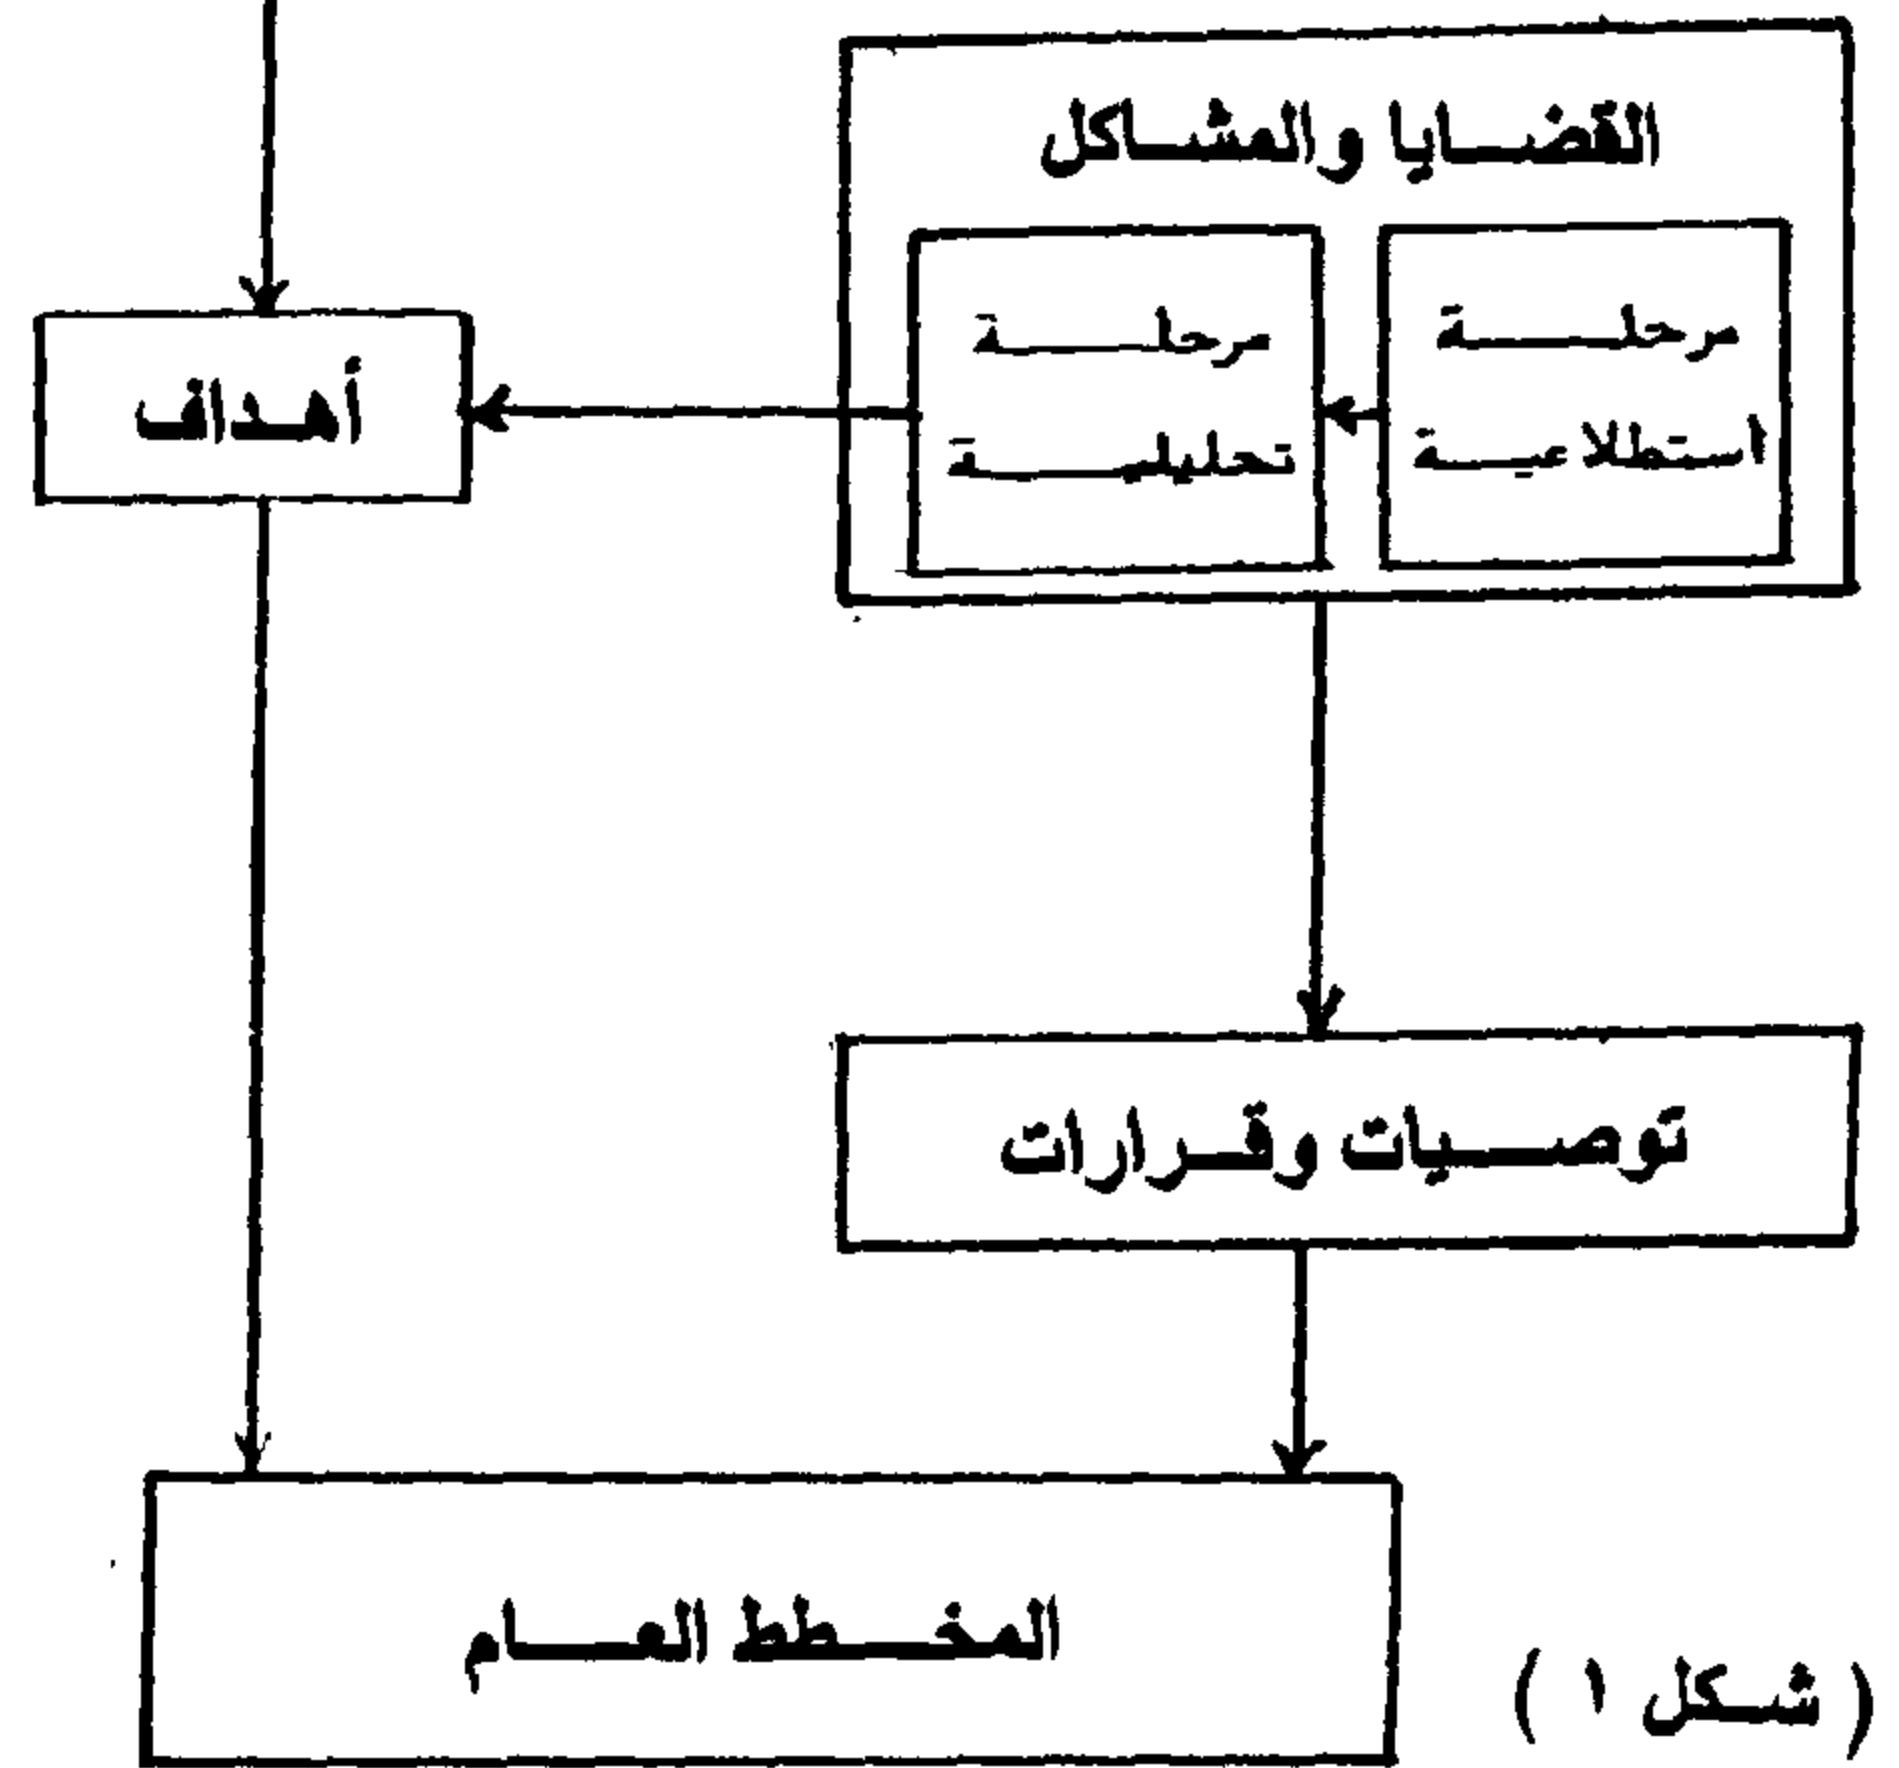 القضايا والمشاكل
مرحلة
استطلاعية
مرحلة
تحليلية
أهداف
توصيات وقرارات
المخطط العام
( شكل ١ )